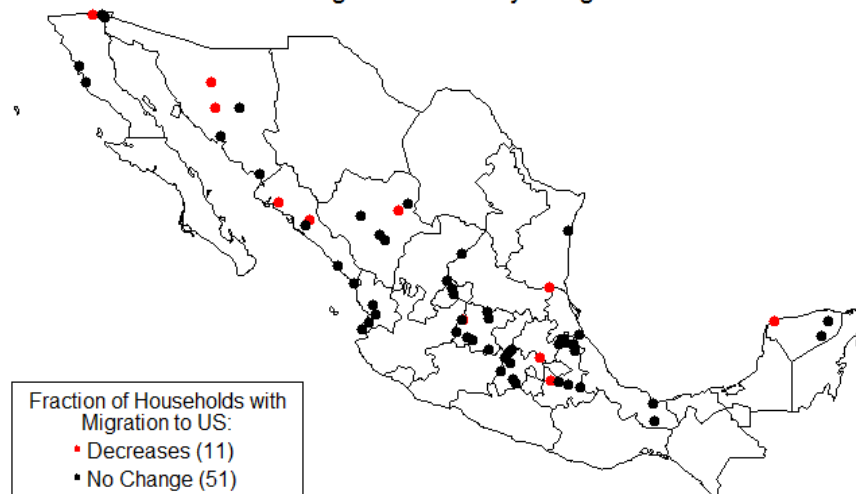 Fraction of Households with
Migration to US:
Decreases (11)
No Change (51)